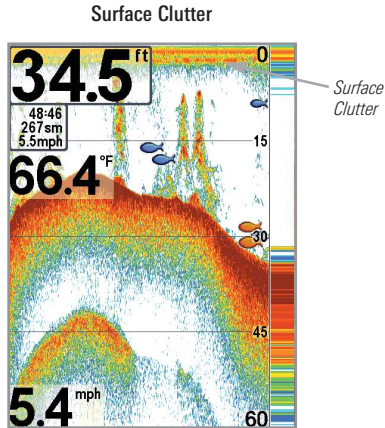 Surface Clutter
34.5 ft
0
48:46
267sm
5.5mph
Surface
Clutter
15
66.4 °F
30
45
5.4 mph
60